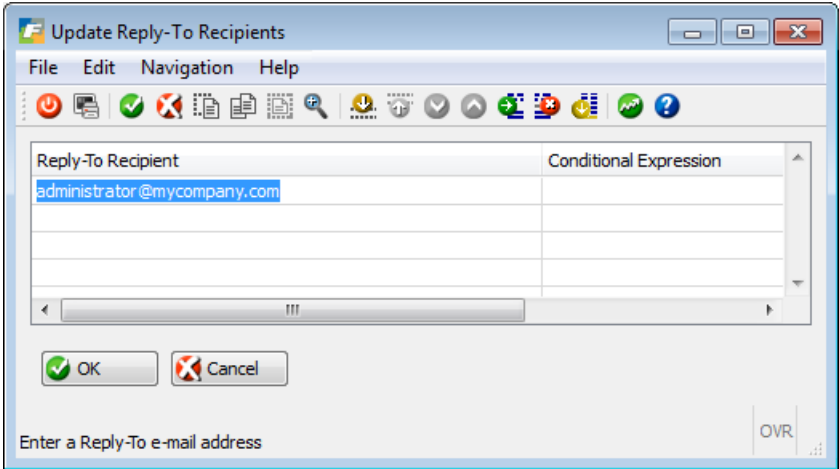 Update Reply-To Recipients
File Edit Navigation Help
Reply-To Recipient Conditional Expression
administrator@mycompany.com
OK Cancel
OVR
Enter a Reply-To e-mail address